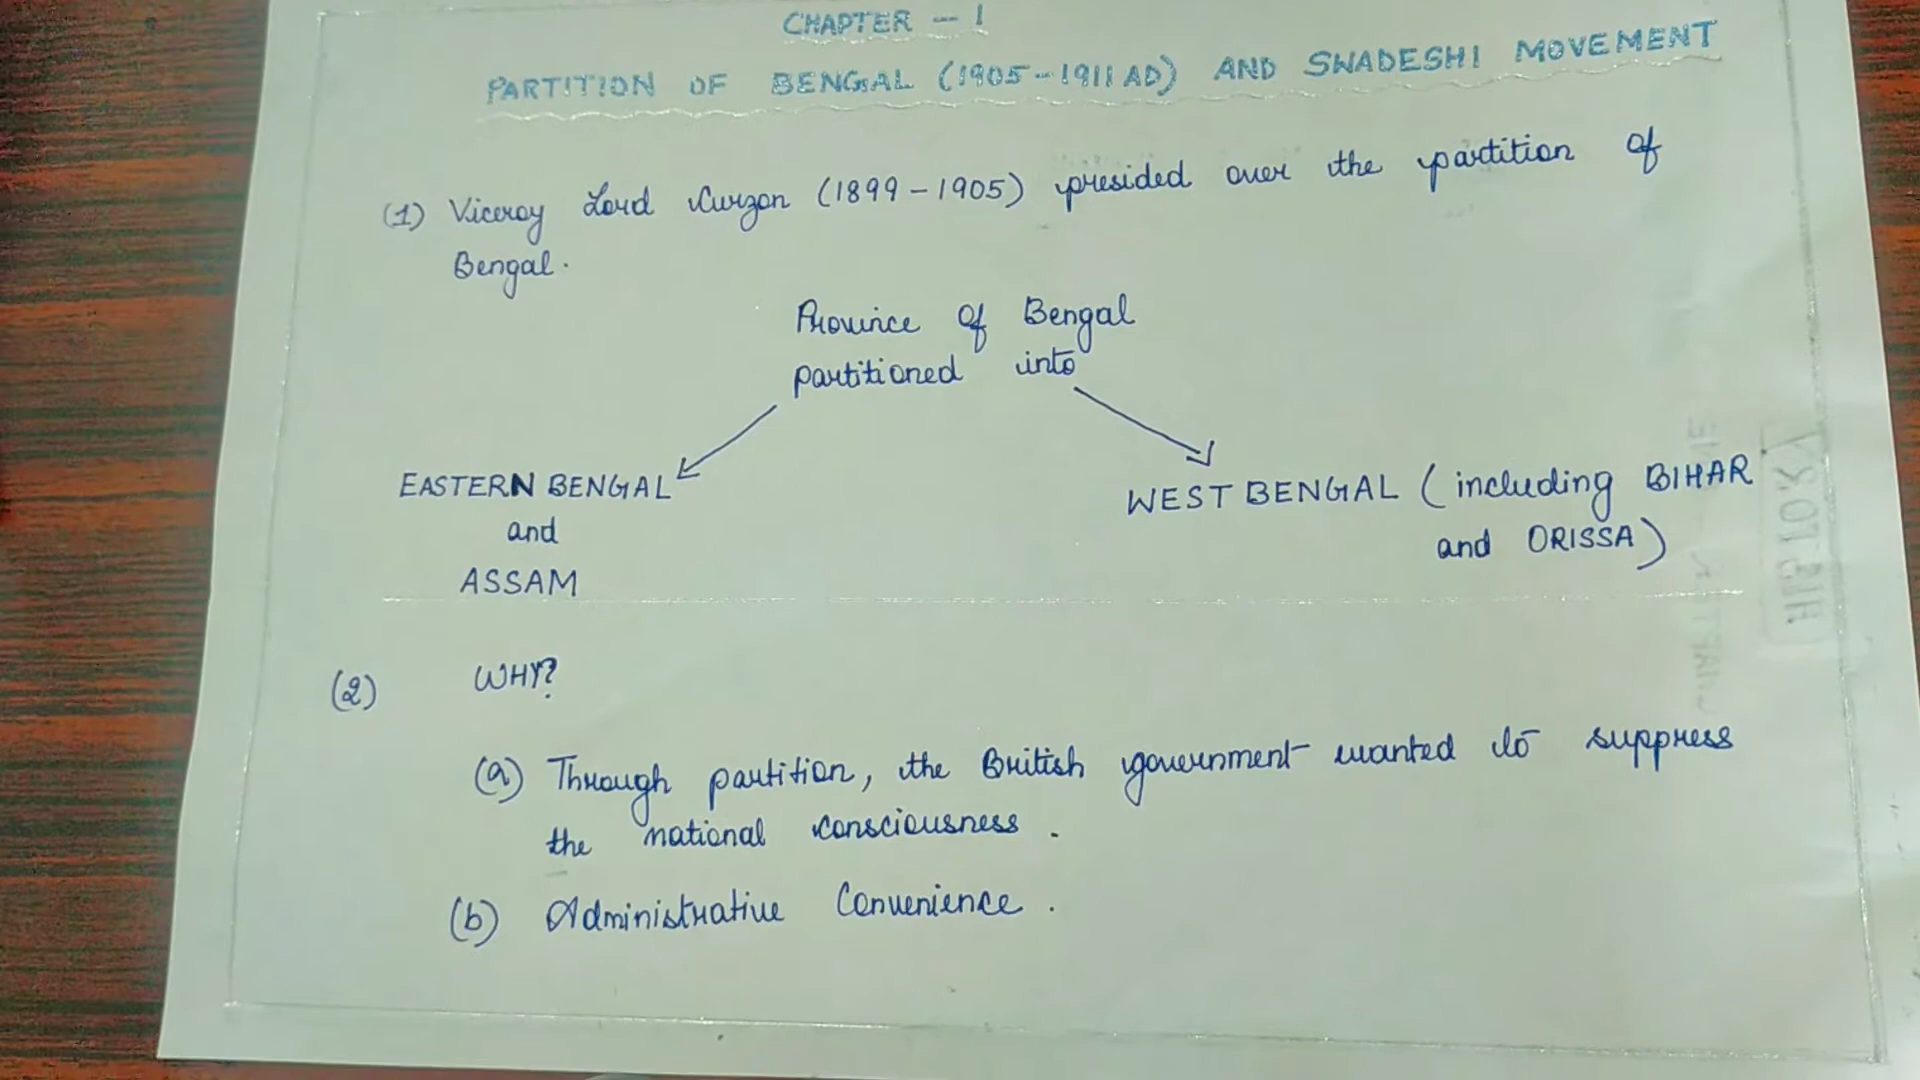 CHAPTER - 1
PARTITION OF BENGAL (1905-1911 AD) AND SWADESHI MOVEMENT
(1) Viceroy Lord Curzon (1899-1905) presided over the partition of
Bengal.
Province of Bengal
partitioned into
EASTERN BENGAL
and
ASSAM
WEST BENGAL (including BIHAR
and ORISSA)
(2) WHY?
(a) Through partition, the British government wanted to suppress
the national consciousness.
(b) Administrative Convenience.
HISTORY